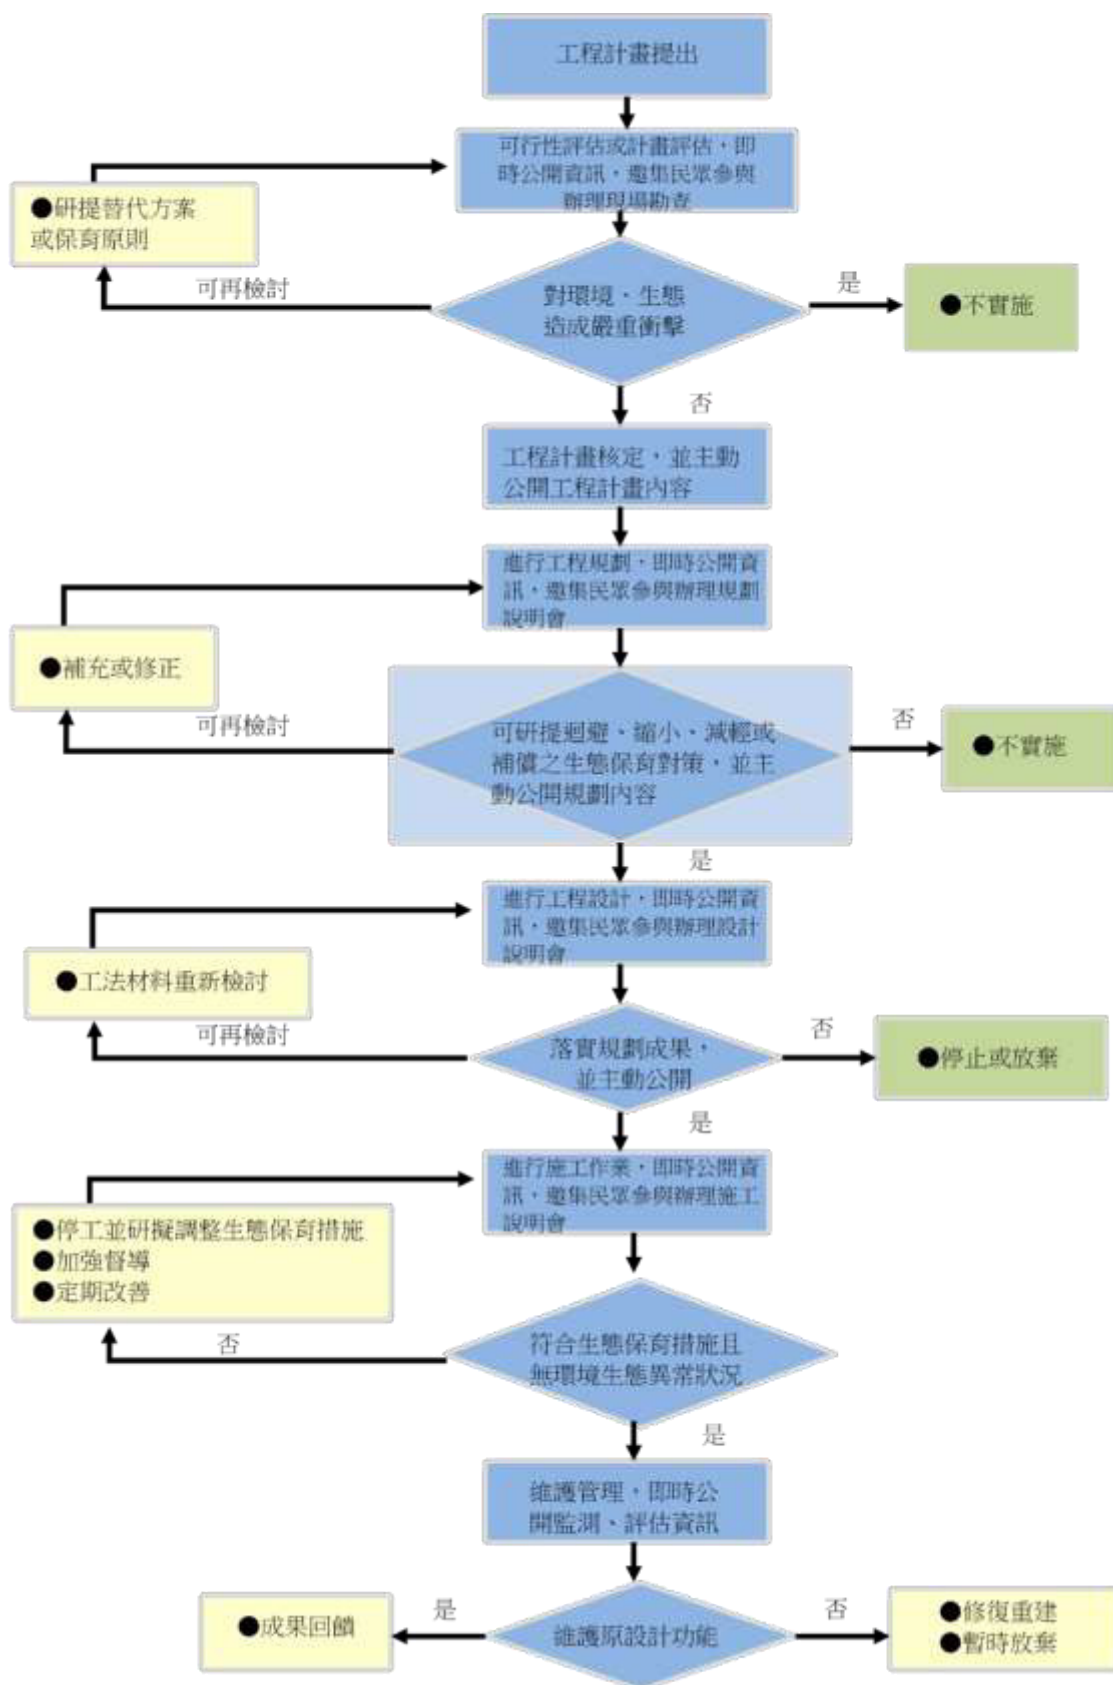 工程計畫提出
可行性評估或計畫評估，即
時公開資訊，邀集民眾參與
辦理現場勘查
●研提替代方案
或保育原則
可再檢討
對環境、生態
造成嚴重衝擊
是
●不實施
否
工程計畫核定，並主動
公開工程計畫內容
進行工程規劃，即時公開資
訊，邀集民眾參與辦理規劃
說明會
●補充或修正
可再檢討
可研提迴避、縮小、減輕或
補償之生態保育對策，並主
動公開規劃內容
否
●不實施
是
進行工程設計，即時公開資
訊，邀集民眾參與辦理設計
說明會
●工法材料重新檢討
可再檢討
落實規劃成果，
並主動公開
否
●停止或放棄
是
進行施工作業，即時公開資
訊，邀集民眾參與辦理施工
說明會
●停工並研擬調整生態保育措施
●加強督導
●定期改善
否
符合生態保育措施且
無環境生態異常狀況
是
維護管理，即時公
開監測、評估資訊
●成果回饋
是
維護原設計功能
否
●修復重建
●暫時放棄